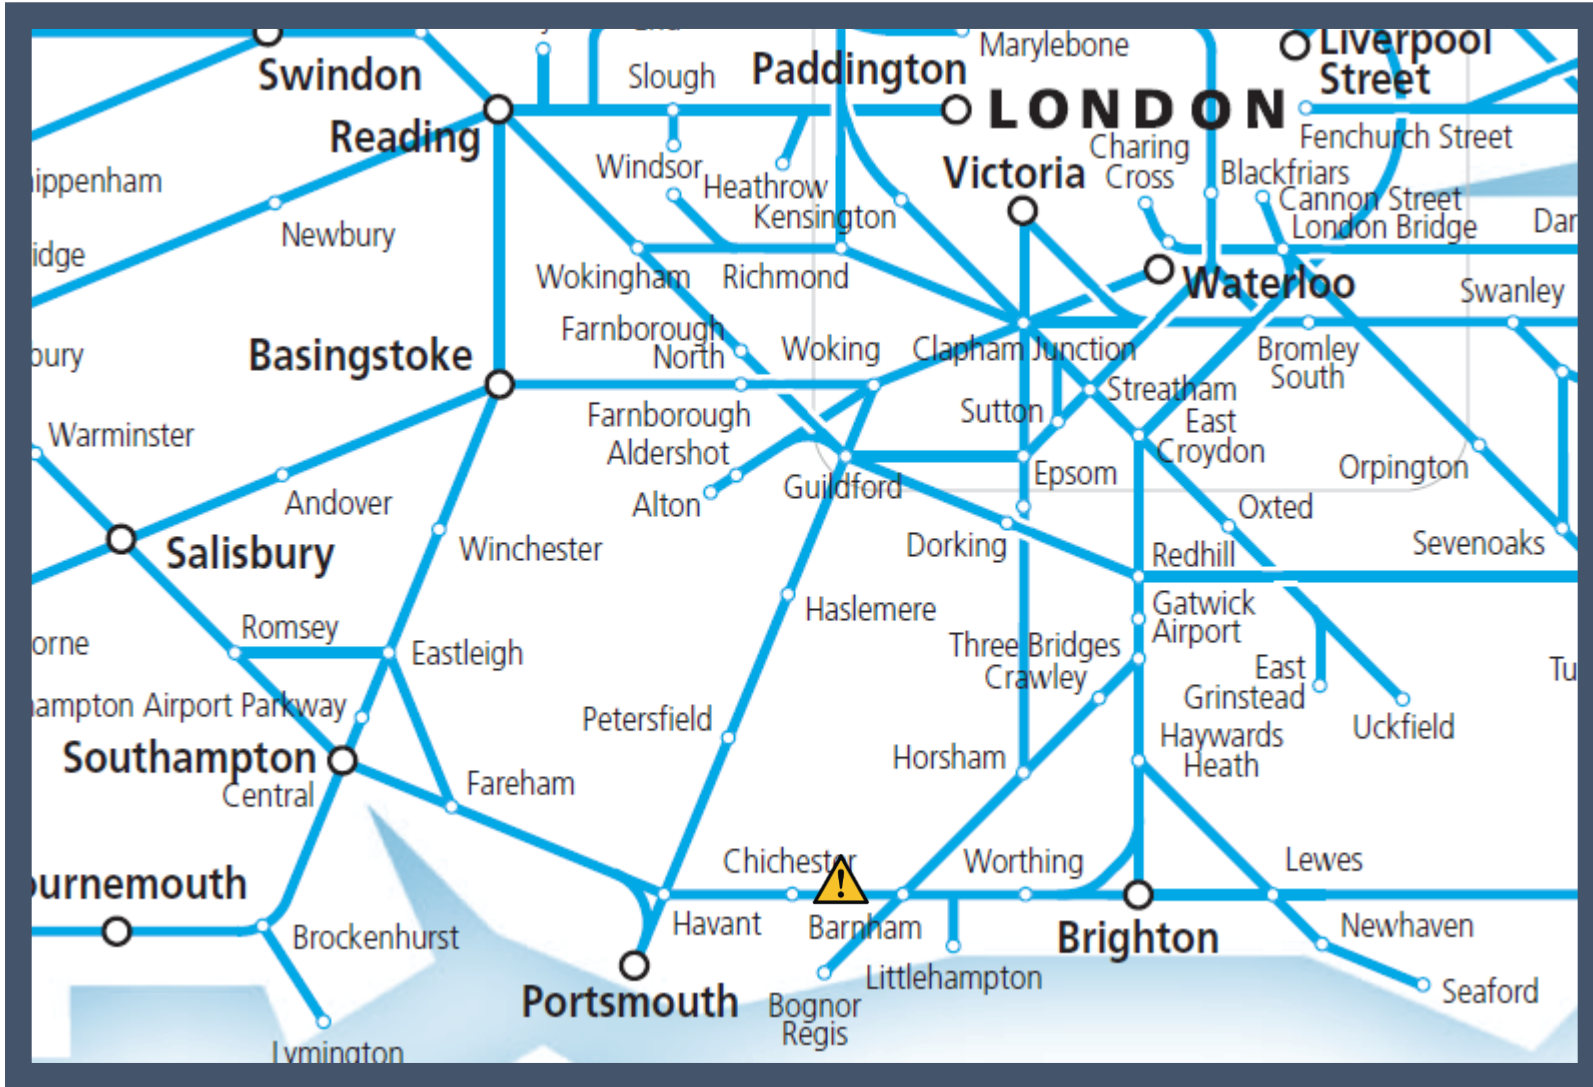 Marylebone
Liverpool
Street
Swindon
Slough
Paddington
LONDON
Reading
Fenchurch Street
Charing
Cross
Windsor
Heathrow
Victoria
Blackfriars
Cannon Street
London Bridge
Kensington
Newbury
Wokingham
Richmond
Waterloo
Swanley
Farnborough
North
Woking
Clapham Junction
Bromley
South
Basingstoke
Farnborough
Sutton
Streatham
East
Croydon
Warminster
Aldershot
Orpington
Guildford
Epsom
Alton
Andover
Oxted
Salisbury
Winchester
Dorking
Redhill
Sevenoaks
Haslemere
Gatwick
Airport
Romsey
Eastleigh
Three Bridges
Crawley
East
Grinstead
Airport Parkway
Petersfield
Uckfield
Southampton
Central
Horsham
Haywards
Heath
Fareham
Chichester
Worthing
Lewes
Brockenhurst
Havant
Barnham
Brighton
Newhaven
Littlehampton
Portsmouth
Bognor
Regis
Seaford
Lymington